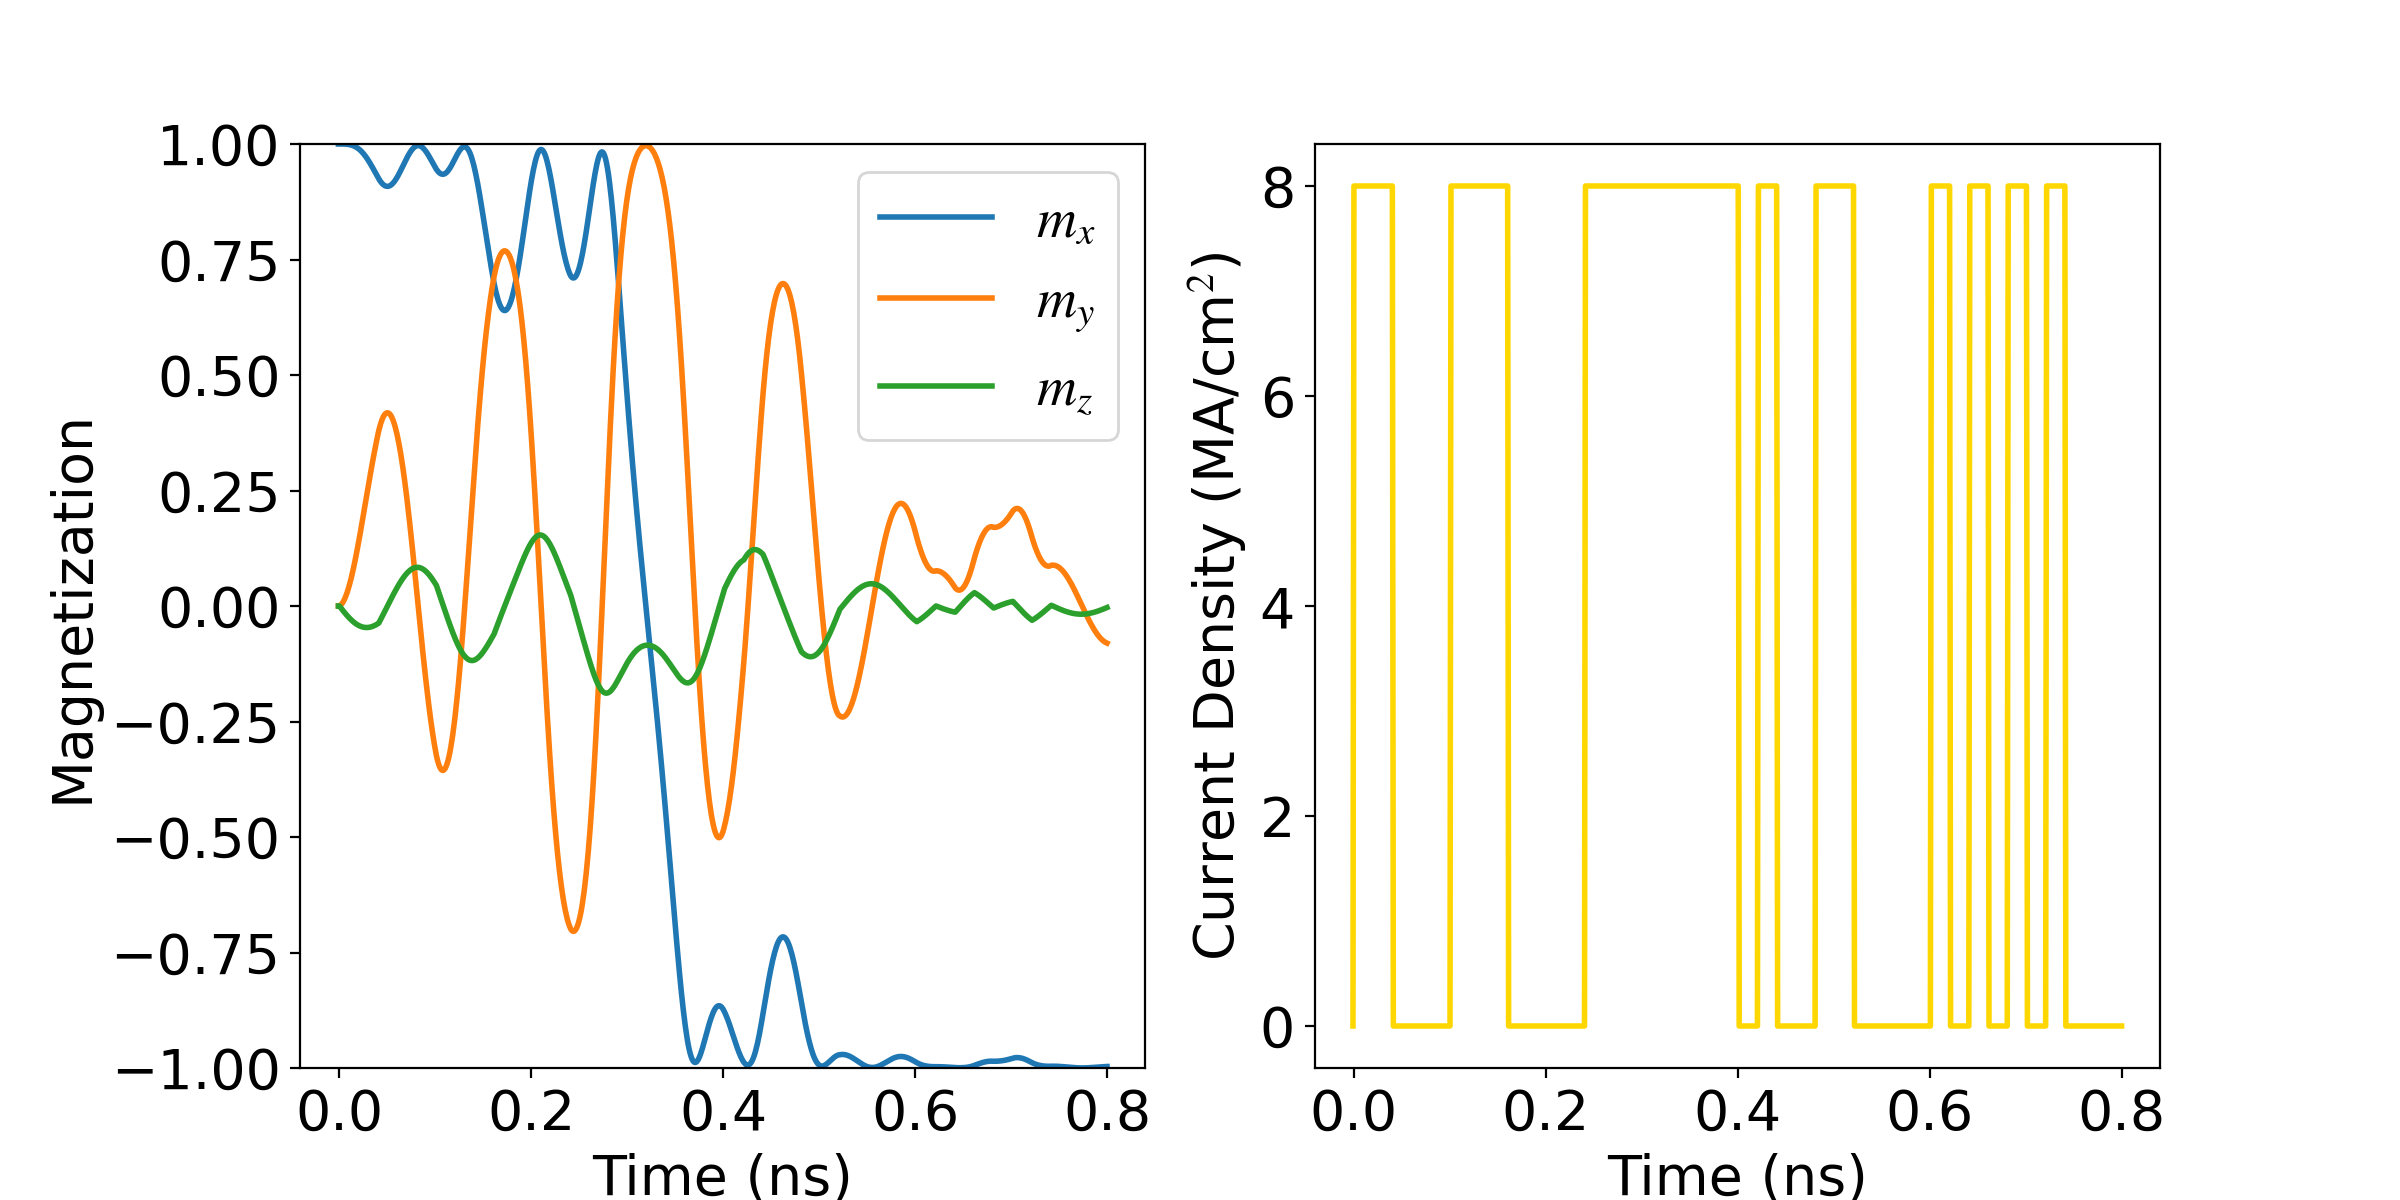 Magnetization
1.00
0.75
0.50
0.25
0.00
−0.25
−0.50
−0.75
−1.00
0.0 0.2 0.4 0.6 0.8
Time (ns)
m_x
m_y
m_z
Current Density (MA/cm²)
8
6
4
2
0
0.0 0.2 0.4 0.6 0.8
Time (ns)